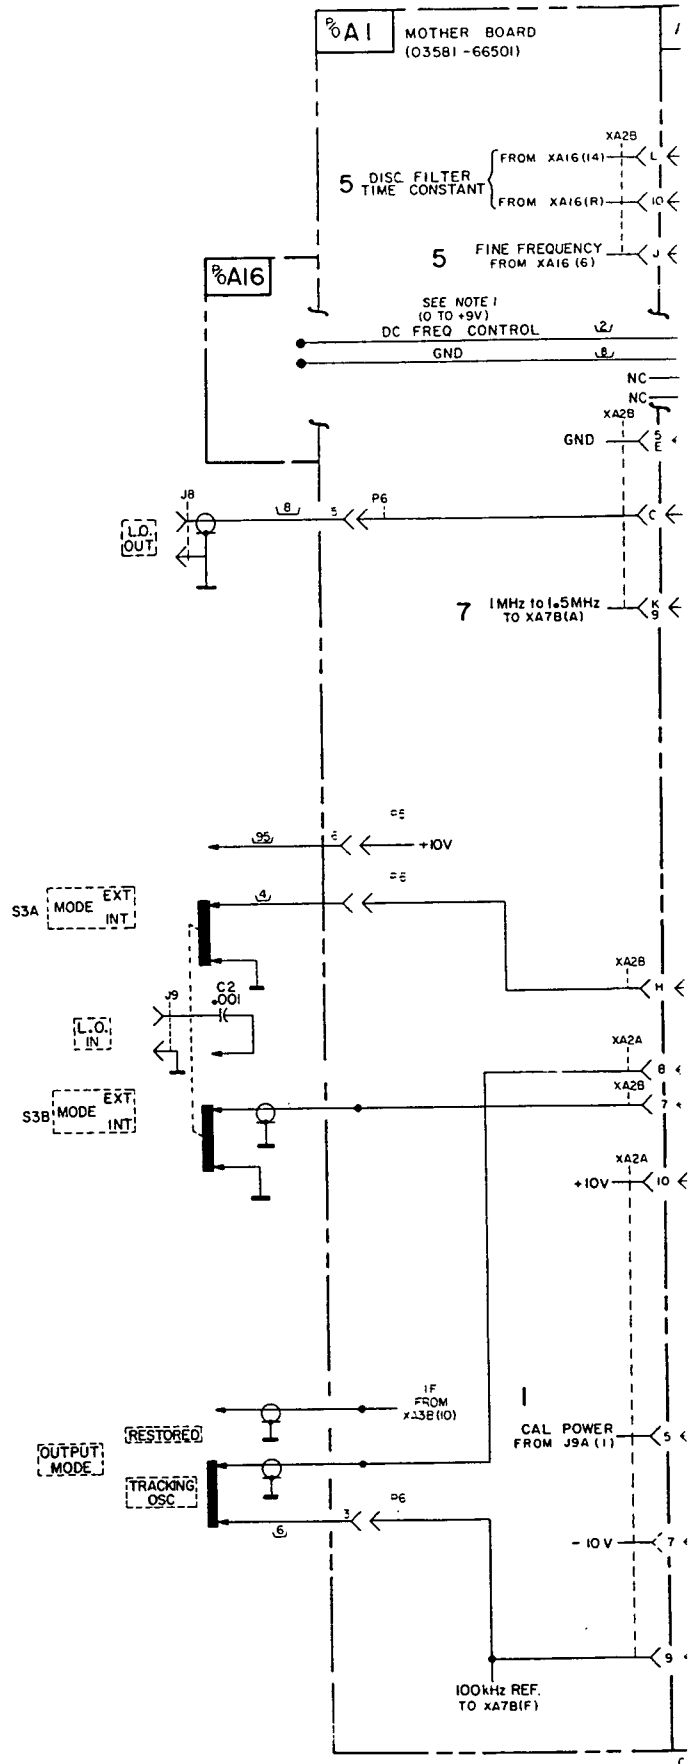 P/O A1
MOTHER BOARD
(03581-66501)
XA2B
FROM XA16(14)
L
5 DISC. FILTER
TIME CONSTANT
FROM XA16(R)
10
5 FINE FREQUENCY
FROM XA16(6)
J
P/O A16
SEE NOTE 1
(0 TO +9V)
DC FREQ CONTROL
2
GND
8
NC
NC
XA2B
GND
5
E
J8
8
5
P6
C
L.O.
OUT
7 1MHz to 1.5MHz
TO XA7B(A)
K
9
95
6
+10V
S3A
MODE EXT
INT
4
XA2B
H
J9
C2
.001
L.O.
IN
XA2A
8
XA2B
7
S3B
MODE EXT
INT
XA2A
+10V
10
IF
FROM
XA3B(10)
1
CAL POWER
FROM J9A(1)
5
RESTORED
OUTPUT
MODE
TRACKING
OSC
6
3
P6
-10V
7
9
100kHz REF.
TO XA7B(F)